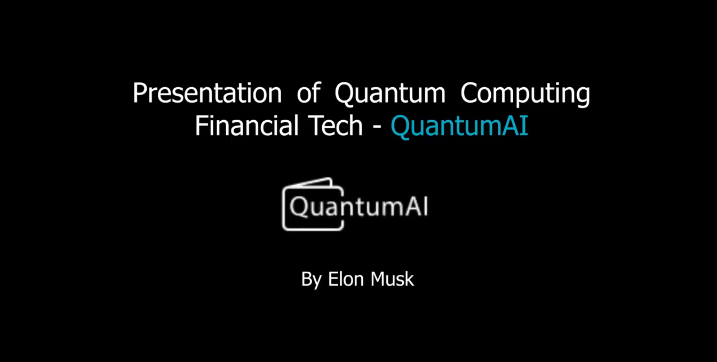 Presentation of Quantum Computing
Financial Tech - QuantumAI
QuantumAI
By Elon Musk